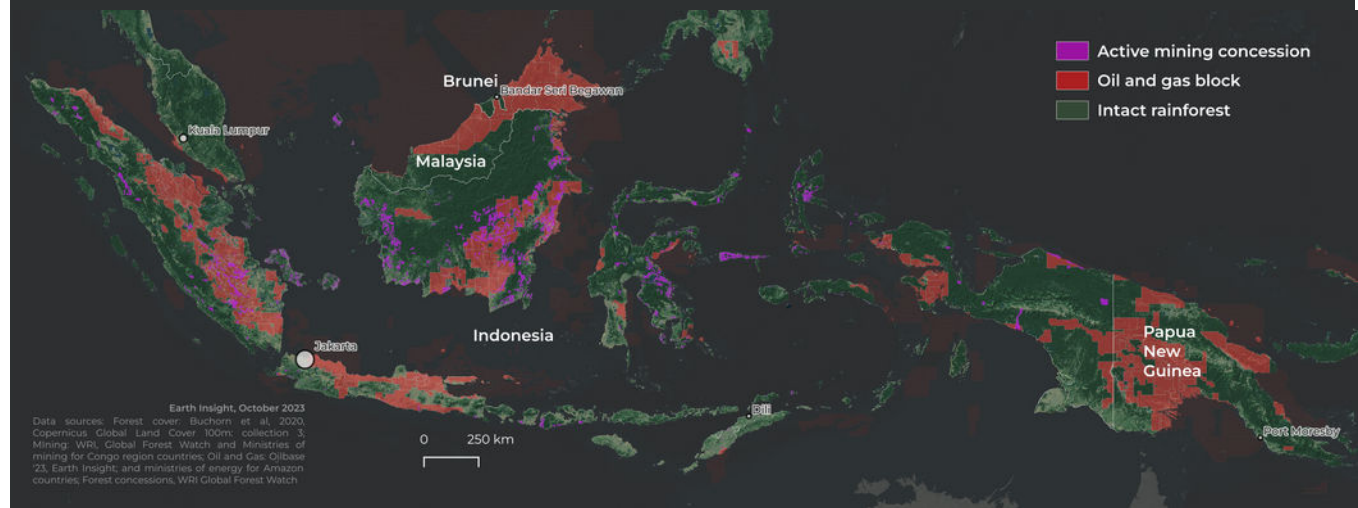 Active mining concession
Oil and gas block
Intact rainforest
Brunei
Bandar Seri Begawan
Kuala Lumpur
Malaysia
Indonesia
Jakarta
Papua
New
Guinea
Dili
Port Moresby
Earth Insight, October 2023
Data sources: Forest cover: Buchorn et al, 2020,
Copernicus Global Land Cover 100m: collection 3;
Mining: WRI, Global Forest Watch and Ministries of
mining for Congo region countries; Oil and Gas: Oilbase
'23, Earth Insight; and ministries of energy for Amazon
countries; Forest concessions, WRI Global Forest Watch
0 250 km